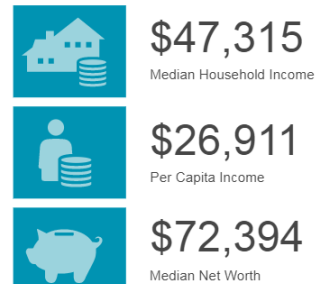 $47,315
Median Household Income
$26,911
Per Capita Income
$72,394
Median Net Worth